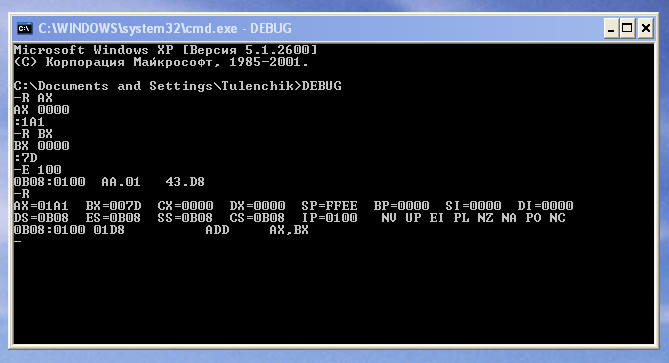 C:\WINDOWS\system32\cmd.exe - DEBUG
Microsoft Windows XP [Версия 5.1.2600]
(С) Корпорация Майкрософт, 1985-2001.
C:\Documents and Settings\Tulenchik>DEBUG
-R AX
AX 0000
:1A1
-R BX
BX 0000
:7D
-E 100
0B08:0100  AA.01   43.D8
-R
AX=01A1  BX=007D  CX=0000  DX=0000  SP=FFEE  BP=0000  SI=0000  DI=0000
DS=0B08  ES=0B08  SS=0B08  CS=0B08  IP=0100   NV UP EI PL NZ NA PO NC
0B08:0100 01D8          ADD     AX,BX
-